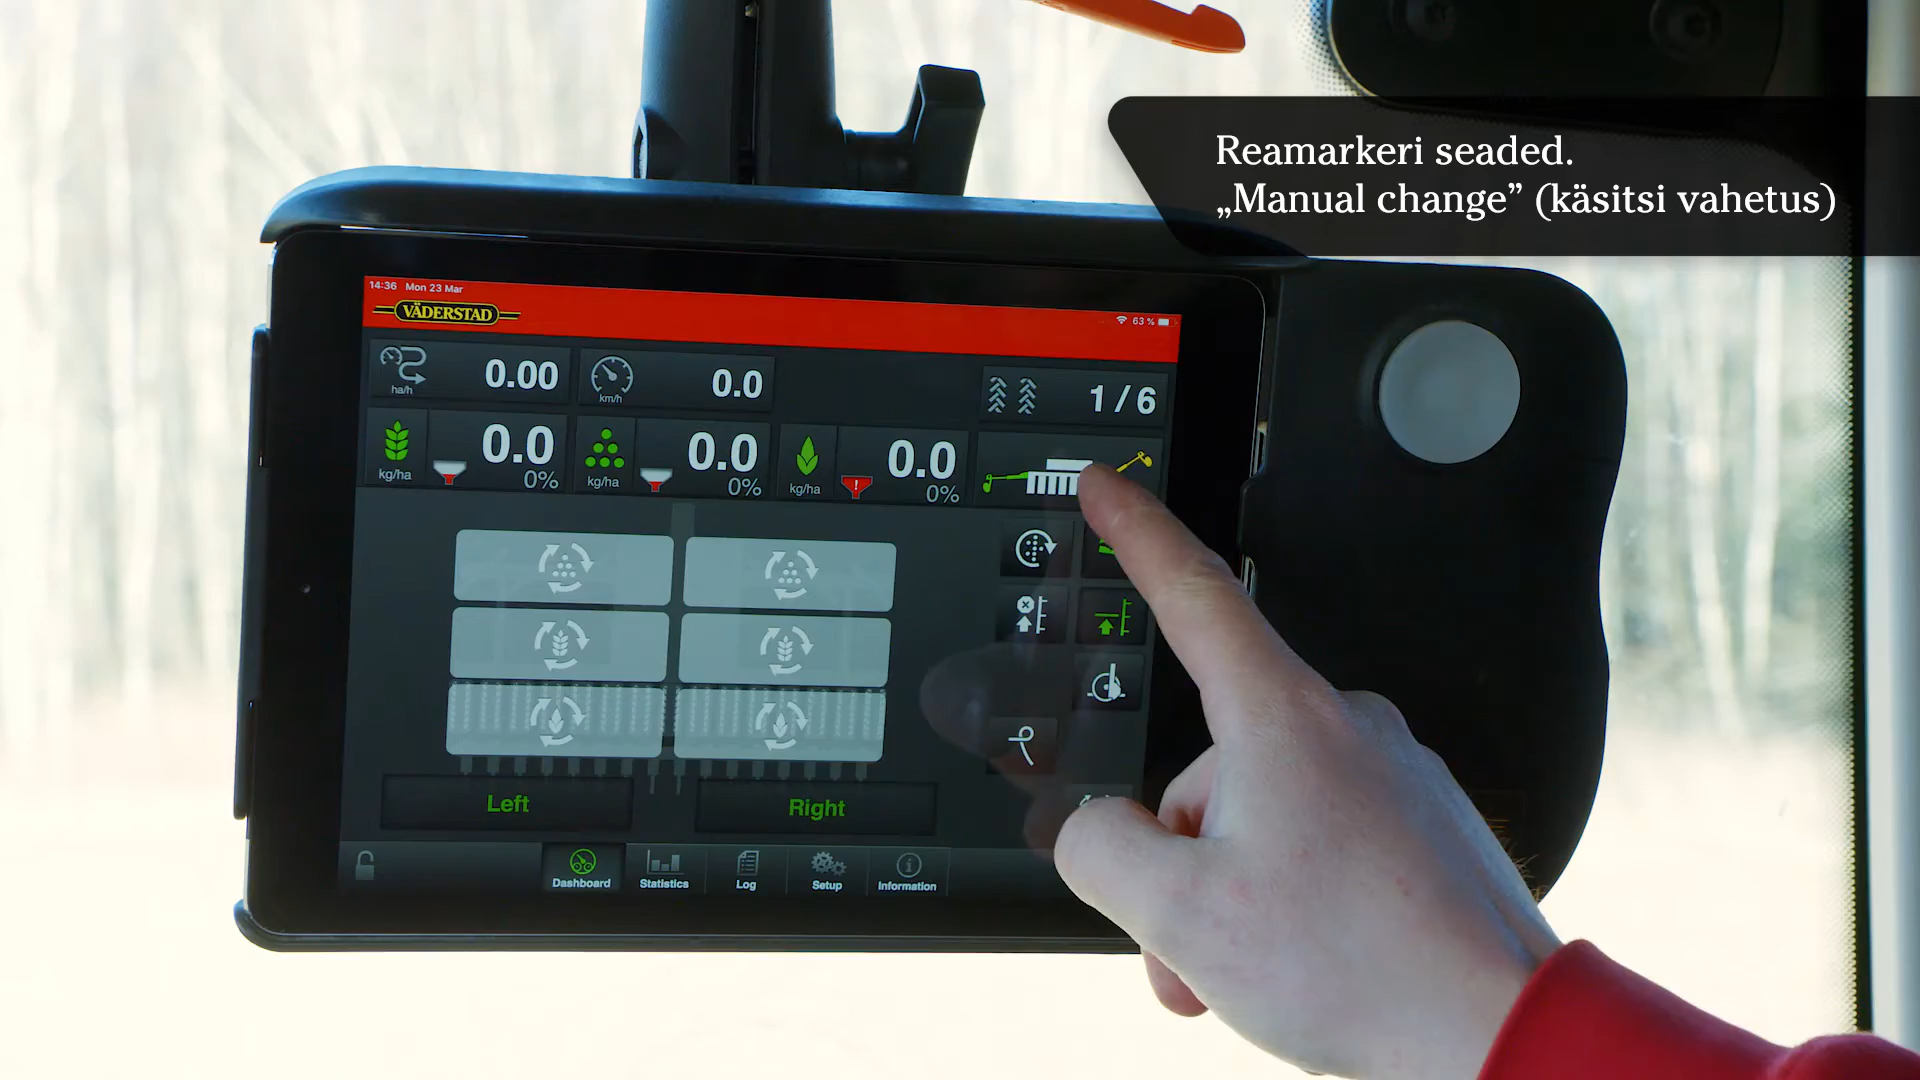 Reamarkeri seaded.
„Manual change” (käsitsi vahetus)
14:36 Mon 23 Mar
63 %
VÄDERSTAD
ha/h 0.00
km/h 0.0
1/6
kg/ha 0.0 0%
kg/ha 0.0 0%
kg/ha 0.0 0%
Left
Right
Dashboard
Statistics
Log
Setup
Information